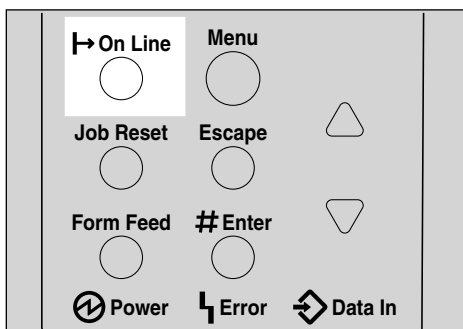 On Line Menu
Job Reset Escape
Form Feed # Enter
Power Error Data In